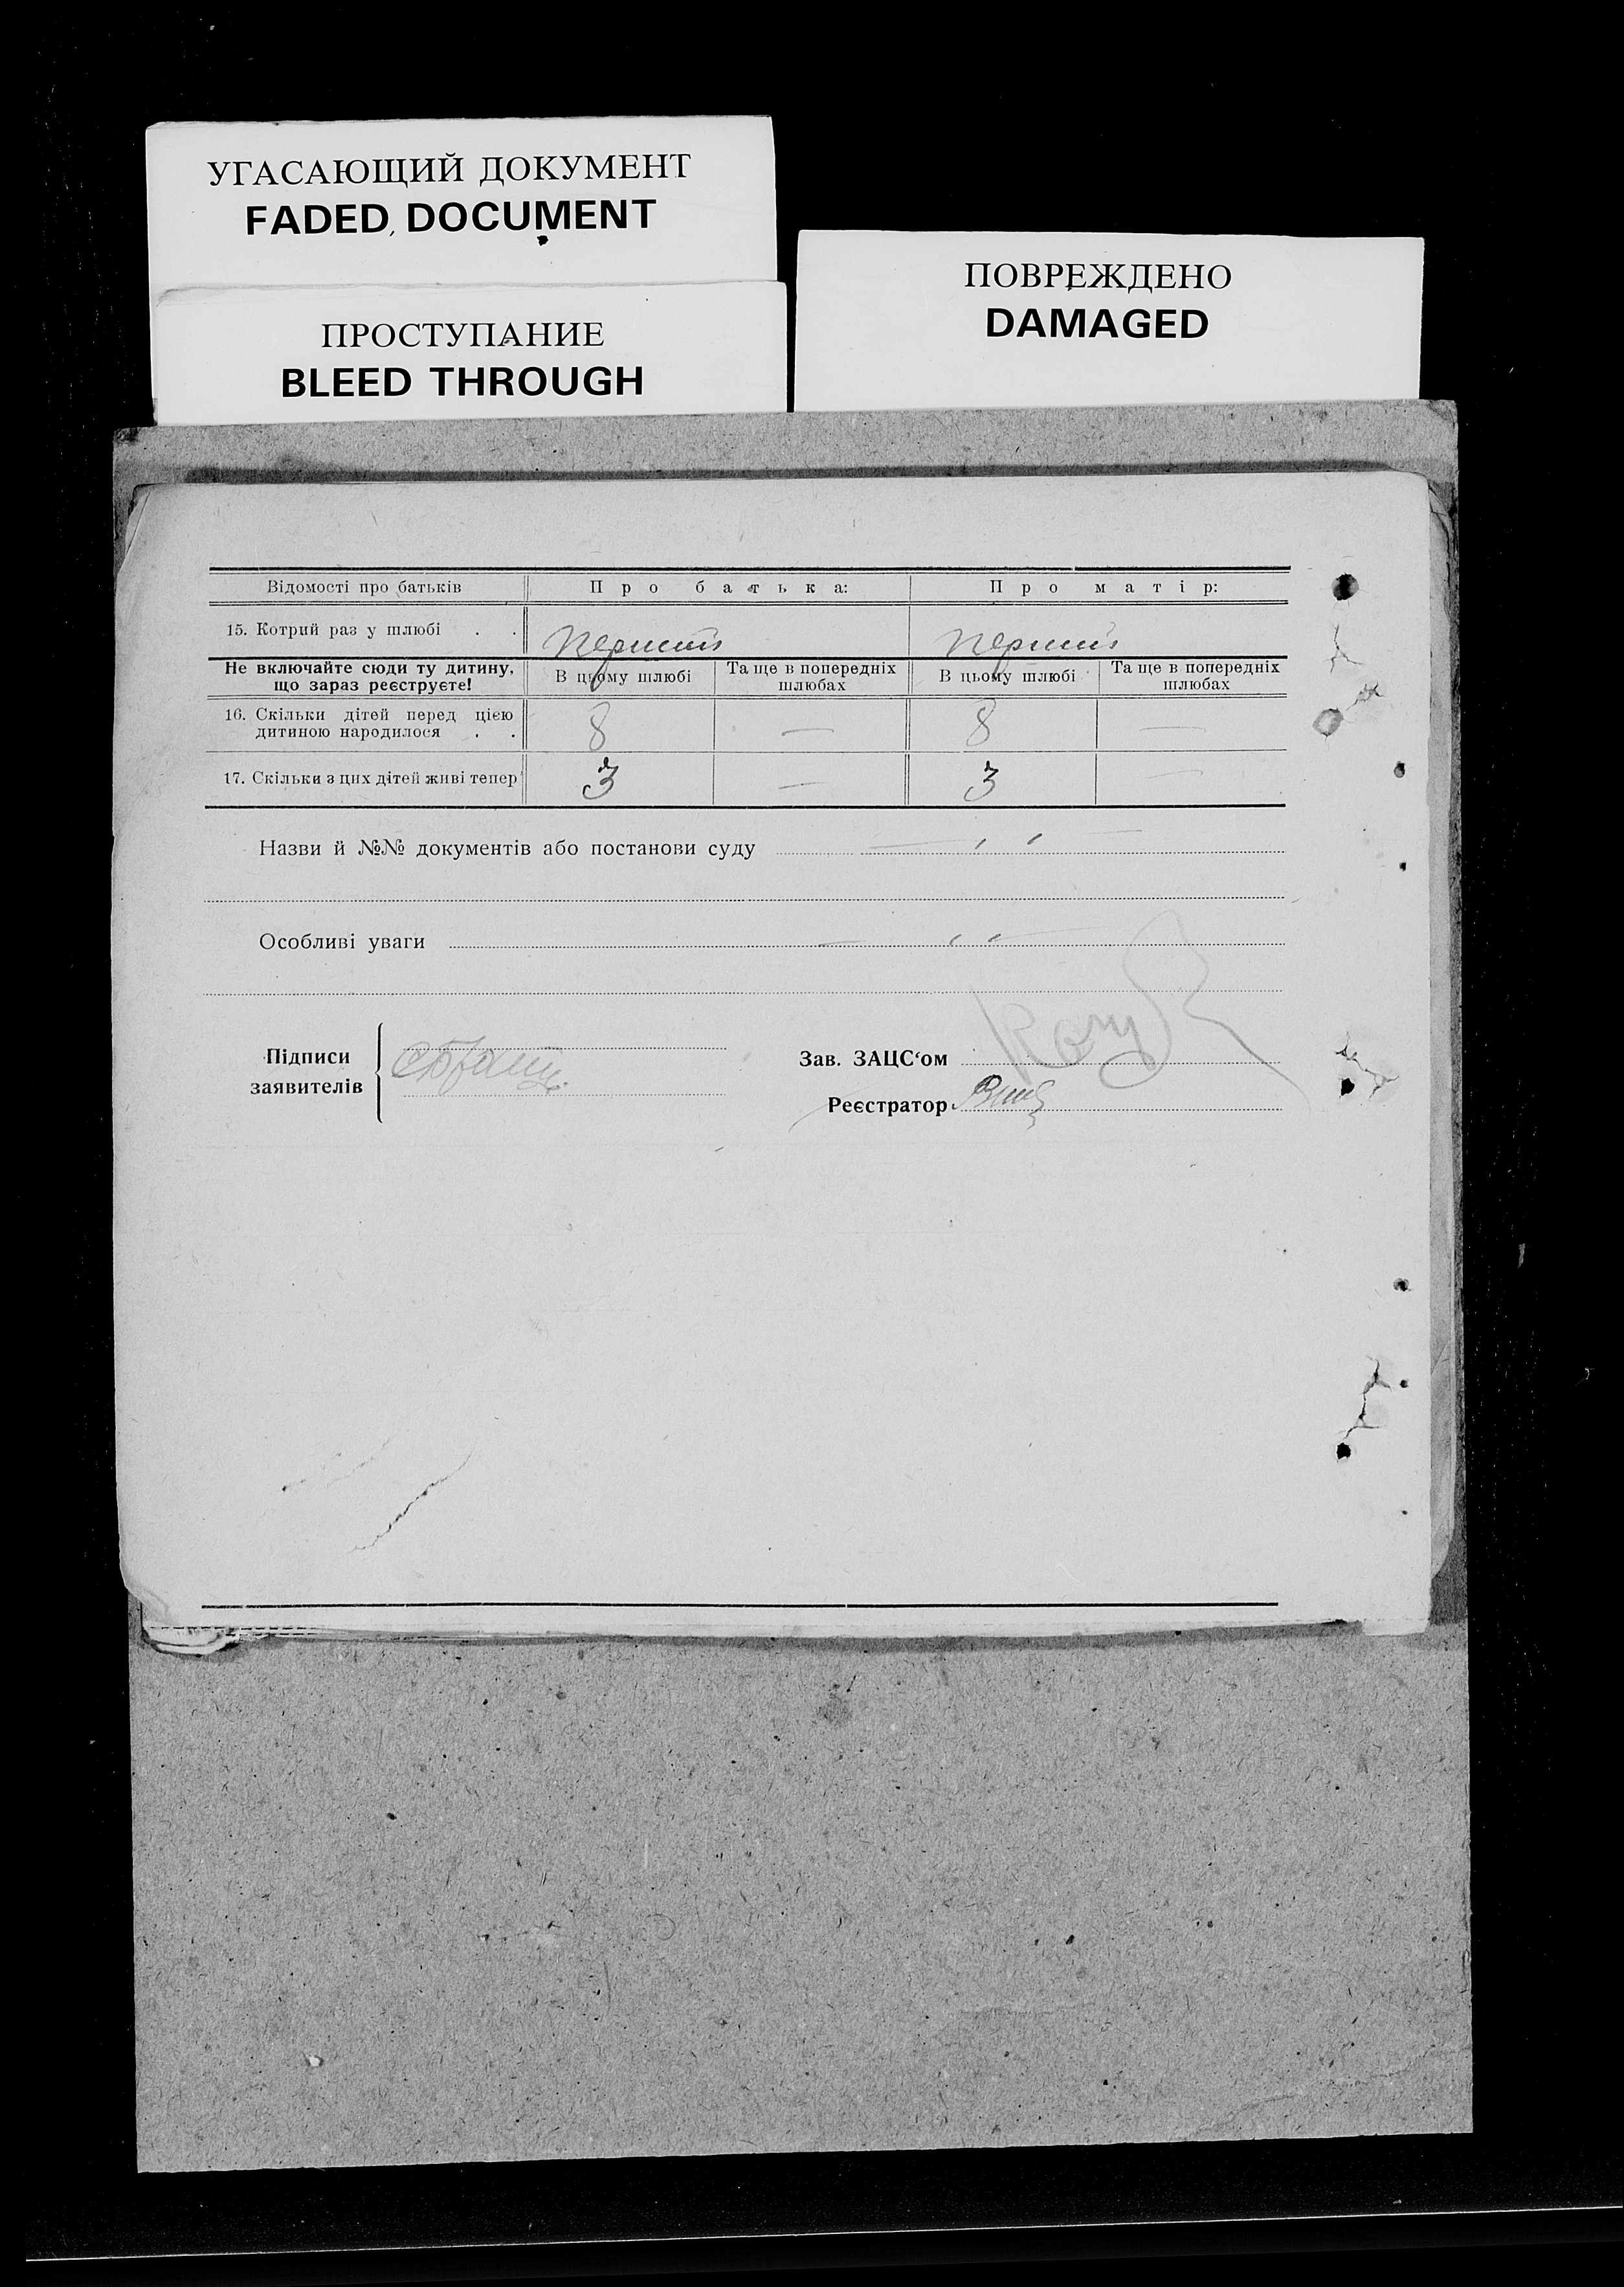 УГАСАЮЩИЙ ДОКУМЕНТ
FADED DOCUMENT
ПРОСТУПАНИЕ
BLEED THROUGH
ПОВРЕЖДЕНО
DAMAGED
Відомості про батьків Про батька: Про матір:
15. Котрий раз у шлюбі . . Перший Перший
Не включайте сюди ту дитину, що зараз реєструєте! В цьому шлюбі Та ще в попередніх шлюбах В цьому шлюбі Та ще в попередніх шлюбах
16. Скільки дітей перед цією дитиною народилося . . 8 — 8 —
17. Скільки з цих дітей живі тепер 3 — 3 —
Назви й №№ документів або постанови суду
Особливі уваги
Підписи заявителів
Зав. ЗАЦС‘ом
Реєстратор